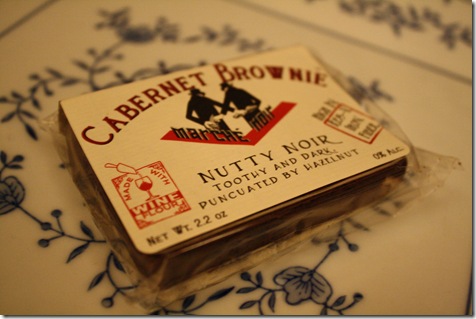 CABERNET BROWNIE
MARCHÉ NOIR
NUTTY NOIR
TOOTHY AND DARK,
PUNCUATED BY HAZELNUT
0% ALC.
MADE WITH
WINE
FLOUR
NET WT. 2.2 OZ